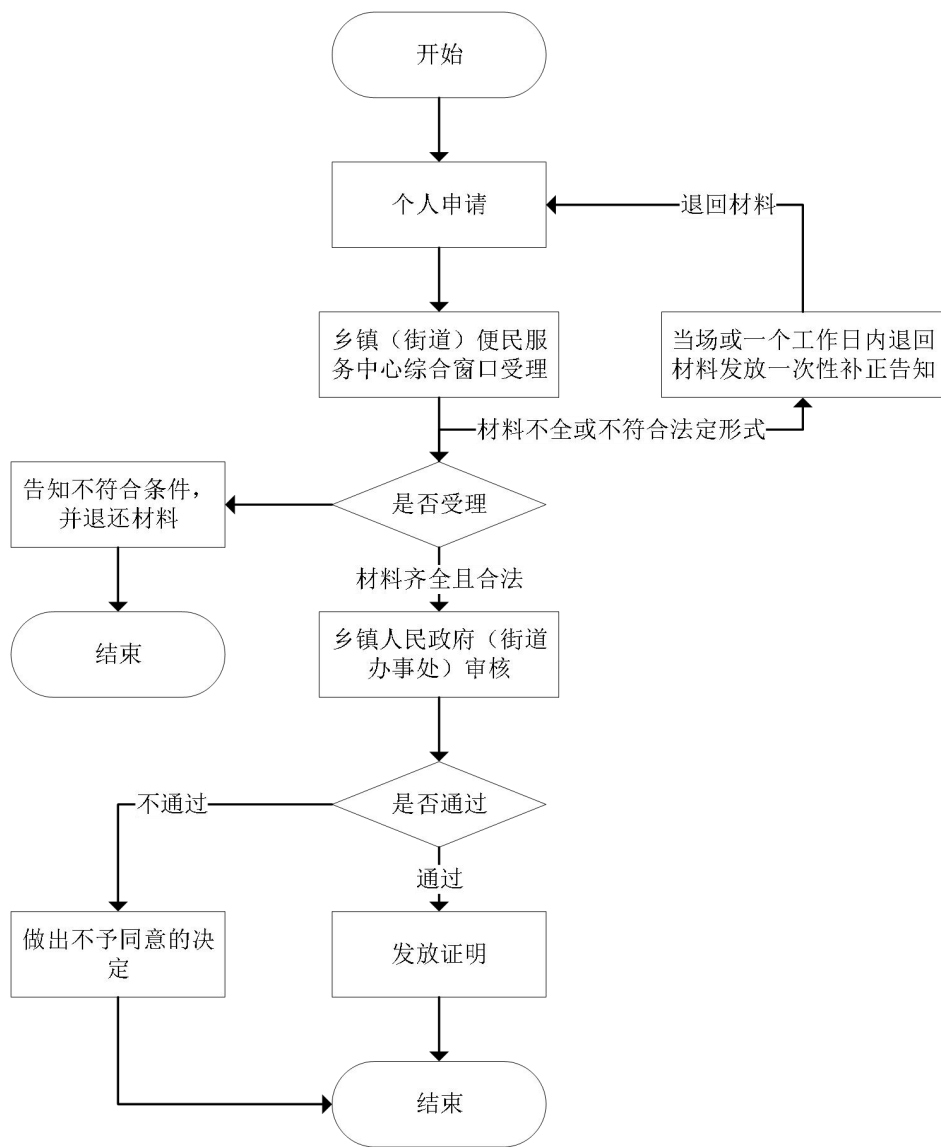 开始
个人申请
退回材料
乡镇（街道）便民服
务中心综合窗口受理
当场或一个工作日内退回
材料发放一次性补正告知
材料不全或不符合法定形式
告知不符合条件，
并退还材料
是否受理
材料齐全且合法
结束
乡镇人民政府（街道
办事处）审核
不通过
是否通过
通过
做出不予同意的决
定
发放证明
结束